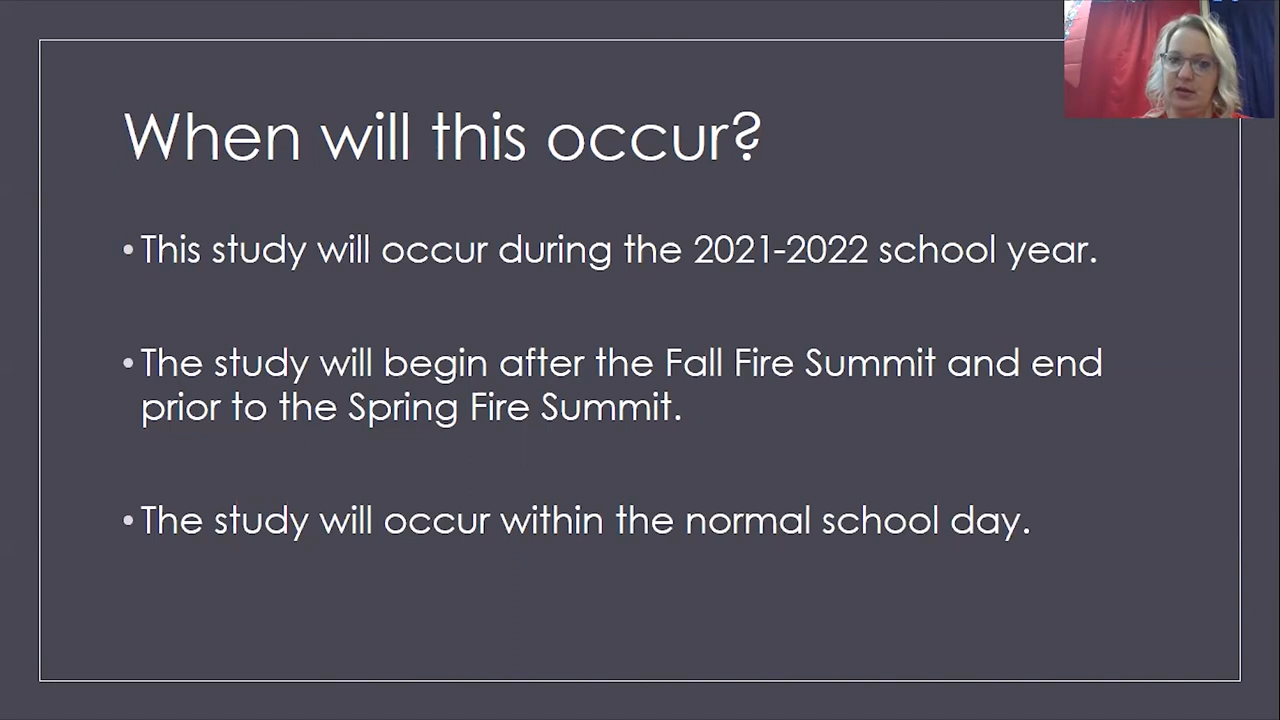 When will this occur?
•This study will occur during the 2021-2022 school year.
•The study will begin after the Fall Fire Summit and end
prior to the Spring Fire Summit.
•The study will occur within the normal school day.